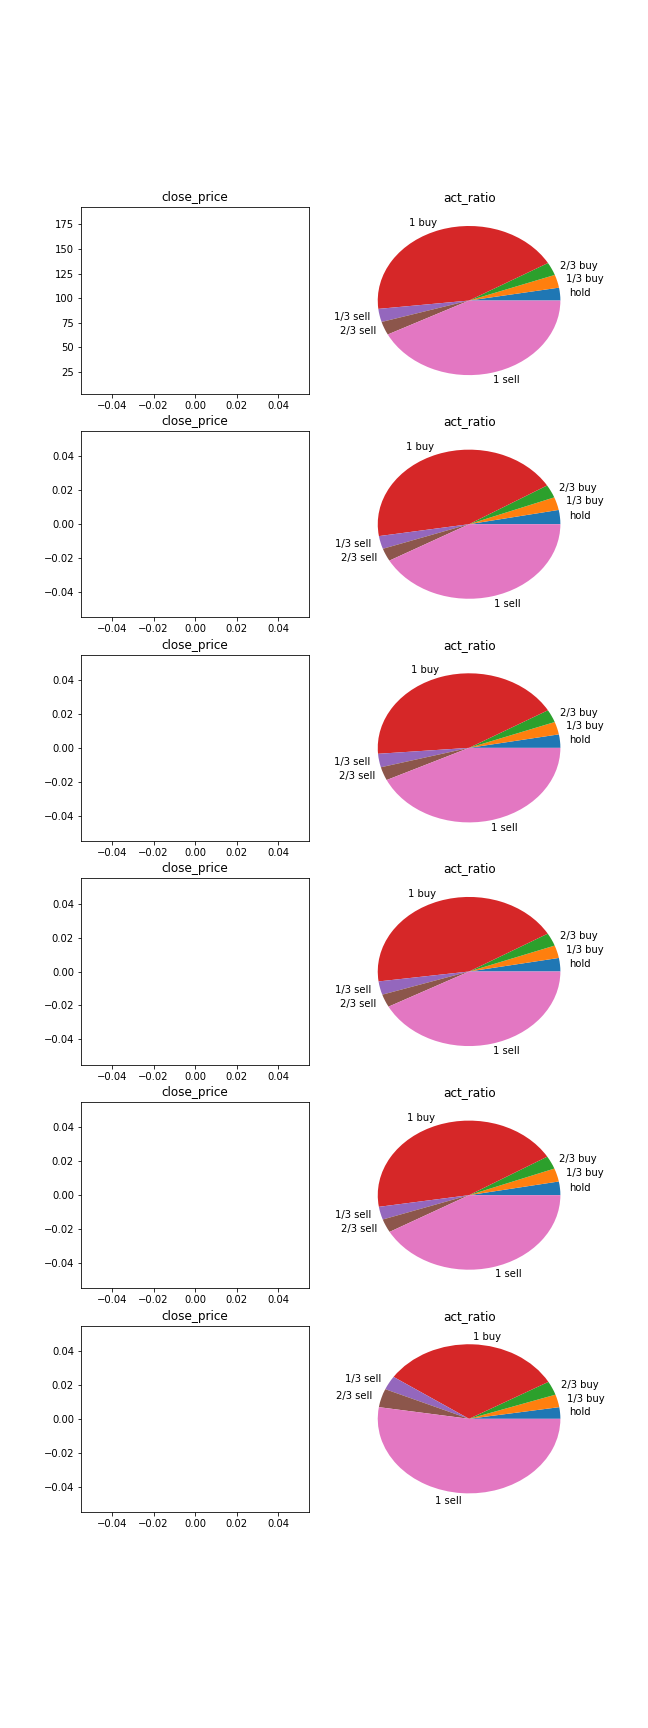 close_price
175
150
125
100
75
50
25
−0.04 −0.02 0.00 0.02 0.04
act_ratio
1 buy
2/3 buy
1/3 buy
hold
1/3 sell
2/3 sell
1 sell
close_price
0.04
0.02
0.00
−0.02
−0.04
−0.04 −0.02 0.00 0.02 0.04
act_ratio
1 buy
2/3 buy
1/3 buy
hold
1/3 sell
2/3 sell
1 sell
close_price
0.04
0.02
0.00
−0.02
−0.04
−0.04 −0.02 0.00 0.02 0.04
act_ratio
1 buy
2/3 buy
1/3 buy
hold
1/3 sell
2/3 sell
1 sell
close_price
0.04
0.02
0.00
−0.02
−0.04
−0.04 −0.02 0.00 0.02 0.04
act_ratio
1 buy
2/3 buy
1/3 buy
hold
1/3 sell
2/3 sell
1 sell
close_price
0.04
0.02
0.00
−0.02
−0.04
−0.04 −0.02 0.00 0.02 0.04
act_ratio
1 buy
2/3 buy
1/3 buy
hold
1/3 sell
2/3 sell
1 sell
close_price
0.04
0.02
0.00
−0.02
−0.04
−0.04 −0.02 0.00 0.02 0.04
act_ratio
1 buy
1/3 sell
2/3 buy
2/3 sell
1/3 buy
hold
1 sell